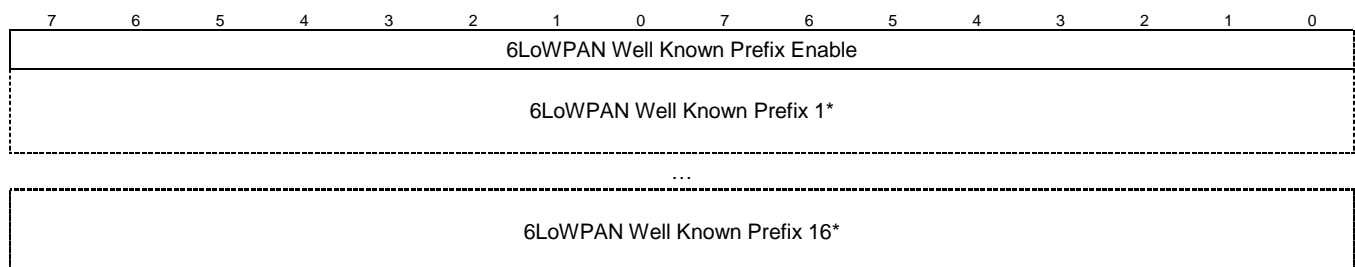 7 6 5 4 3 2 1 0 7 6 5 4 3 2 1 0
6LoWPAN Well Known Prefix Enable
6LoWPAN Well Known Prefix 1*
…
6LoWPAN Well Known Prefix 16*